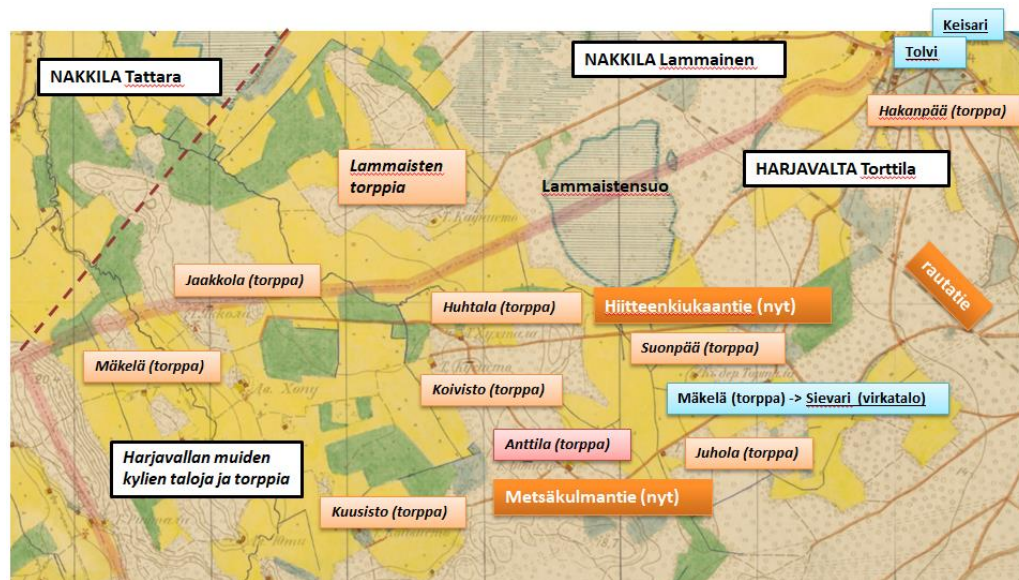 Keisari
Tolvi
NAKKILA Tattara
NAKKILA Lammainen
Hakanpää (torppa)
Lammaisten
torppia
Lammaistensuo
HARJAVALTA Torttila
rautatie
Jaakkola (torppa)
Huhtala (torppa)
Hiitteenkiukaantie (nyt)
Suonpää (torppa)
Mäkelä (torppa)
Koivisto (torppa)
Mäkelä (torppa) -> Sievari (virkatalo)
Anttila (torppa)
Juhola (torppa)
Harjavallan muiden
kylien taloja ja torppia
Metsäkulmantie (nyt)
Kuusisto (torppa)